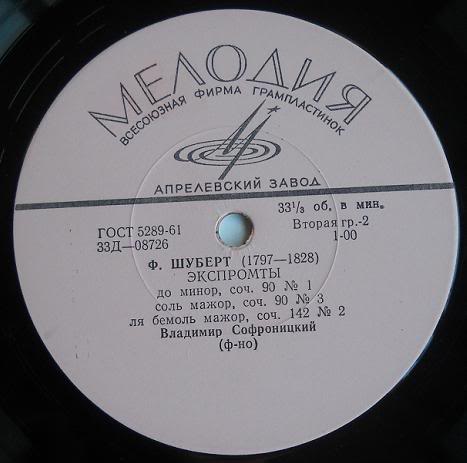 МЕЛОДИЯ
ВСЕСОЮЗНАЯ ФИРМА ГРАМПЛАСТИНОК
АПРЕЛЕВСКИЙ ЗАВОД
33⅓ об. в мин.
ГОСТ 5289-61
Вторая гр.-2
33Д—08726
1-00
Ф. ШУБЕРТ (1797—1828)
ЭКСПРОМТЫ
до минор, соч. 90 № 1
соль мажор, соч. 90 № 3
ля бемоль мажор, соч. 142 № 2
Владимир Софроницкий
(ф-но)